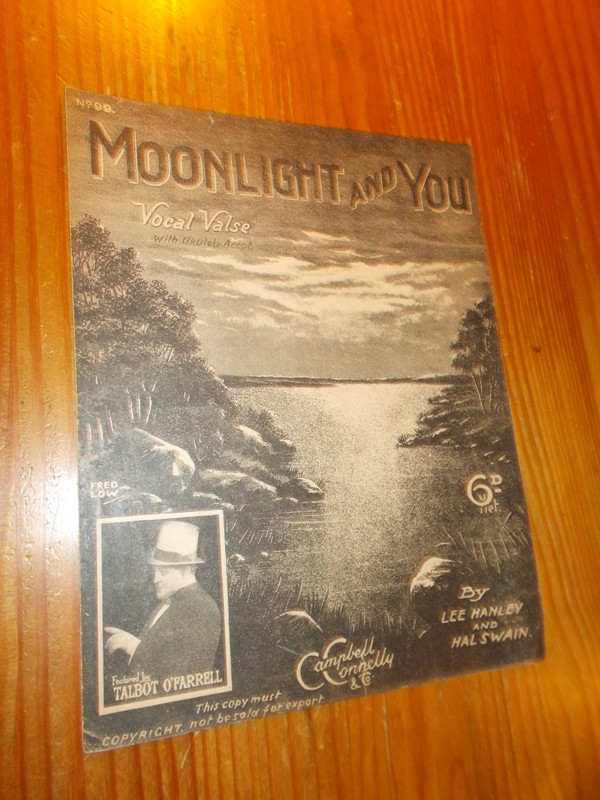 Nº 99.
MOONLIGHT AND YOU
Vocal Valse
With Ukulele Accpt.
FRED
LOW
6D.
net.
By
LEE HANLEY
AND
HAL SWAIN.
Featured by
TALBOT O'FARRELL
Campbell
Connelly
& Co.
This copy must
COPYRIGHT. not be sold for export.